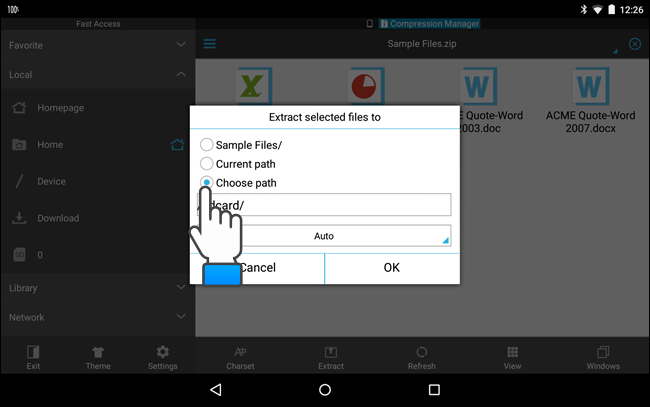 100%
12:26
Fast Access
Compression Manager
Favorite
Sample Files.zip
Local
Homepage
Home
Device
Download
0
Library
Network
Quote-Word
2003.doc
ACME Quote-Word
2007.docx
Extract selected files to
Sample Files/
Current path
Choose path
dcard/
Auto
Cancel
OK
Exit
Theme
Settings
Charset
Extract
Refresh
View
Windows